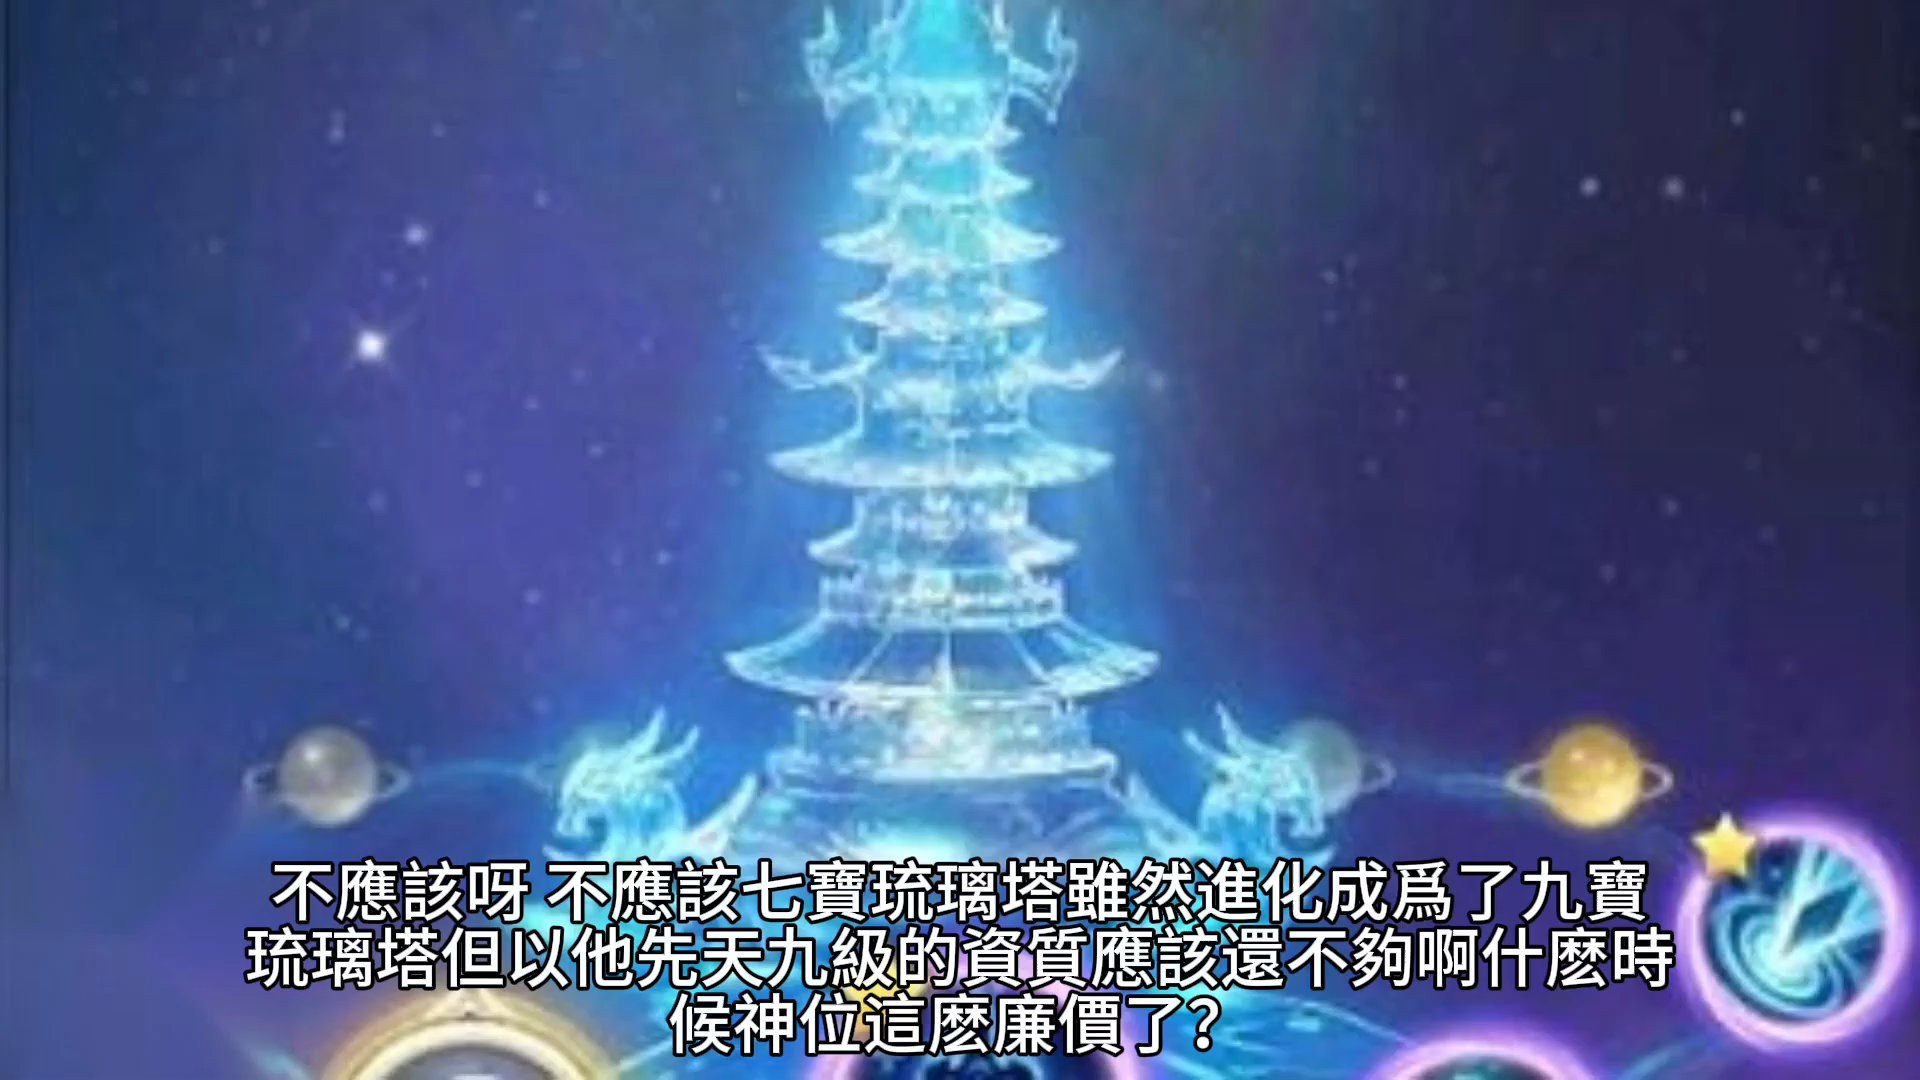 不應該呀 不應該七寶琉璃塔雖然進化成爲了九寶
琉璃塔但以他先天九級的資質應該還不夠啊什麽時
候神位這麽廉價了？